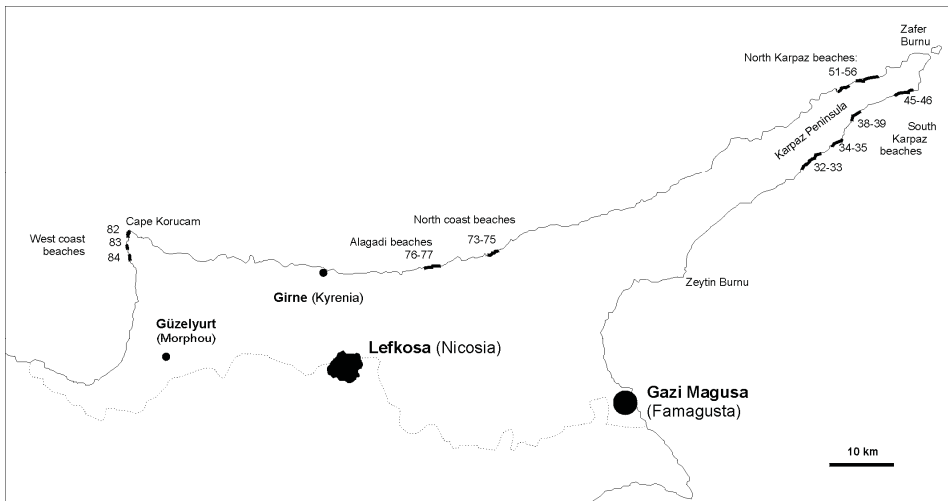 Zafer
Burnu
North Karpaz beaches:
51-56
45-46
38-39
South
Karpaz
beaches
34-35
32-33
Karpaz Peninsula
Cape Korucam
82
83
84
West coast
beaches
North coast beaches
73-75
Alagadi beaches
76-77
Zeytin Burnu
Girne (Kyrenia)
Güzelyurt
(Morphou)
Lefkosa (Nicosia)
Gazi Magusa
(Famagusta)
10 km